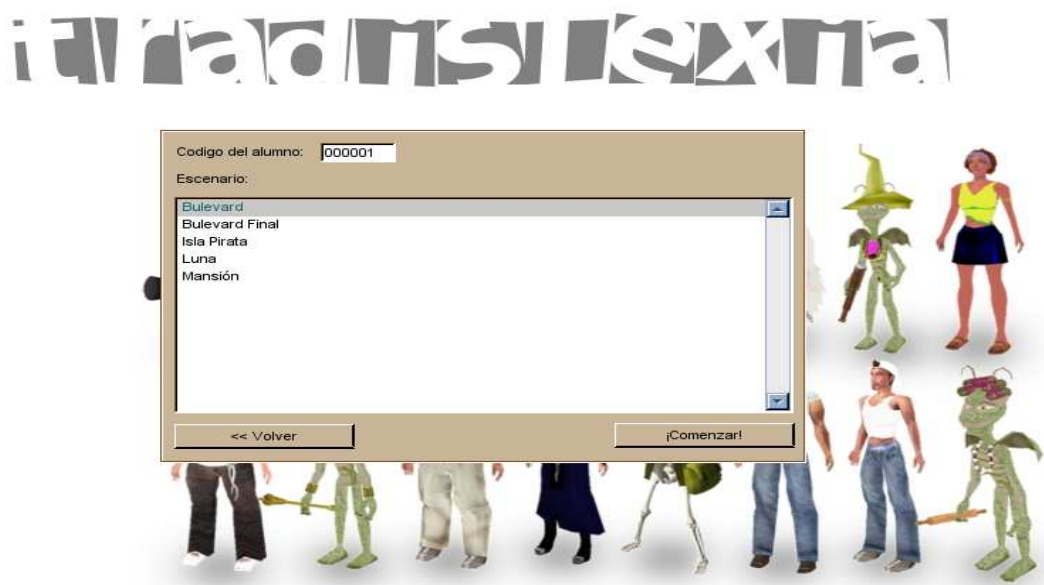 tradislexia
Codigo del alumno: 000001
Escenario:
Bulevard
Bulevard Final
Isla Pirata
Luna
Mansión
<< Volver
¡Comenzar!